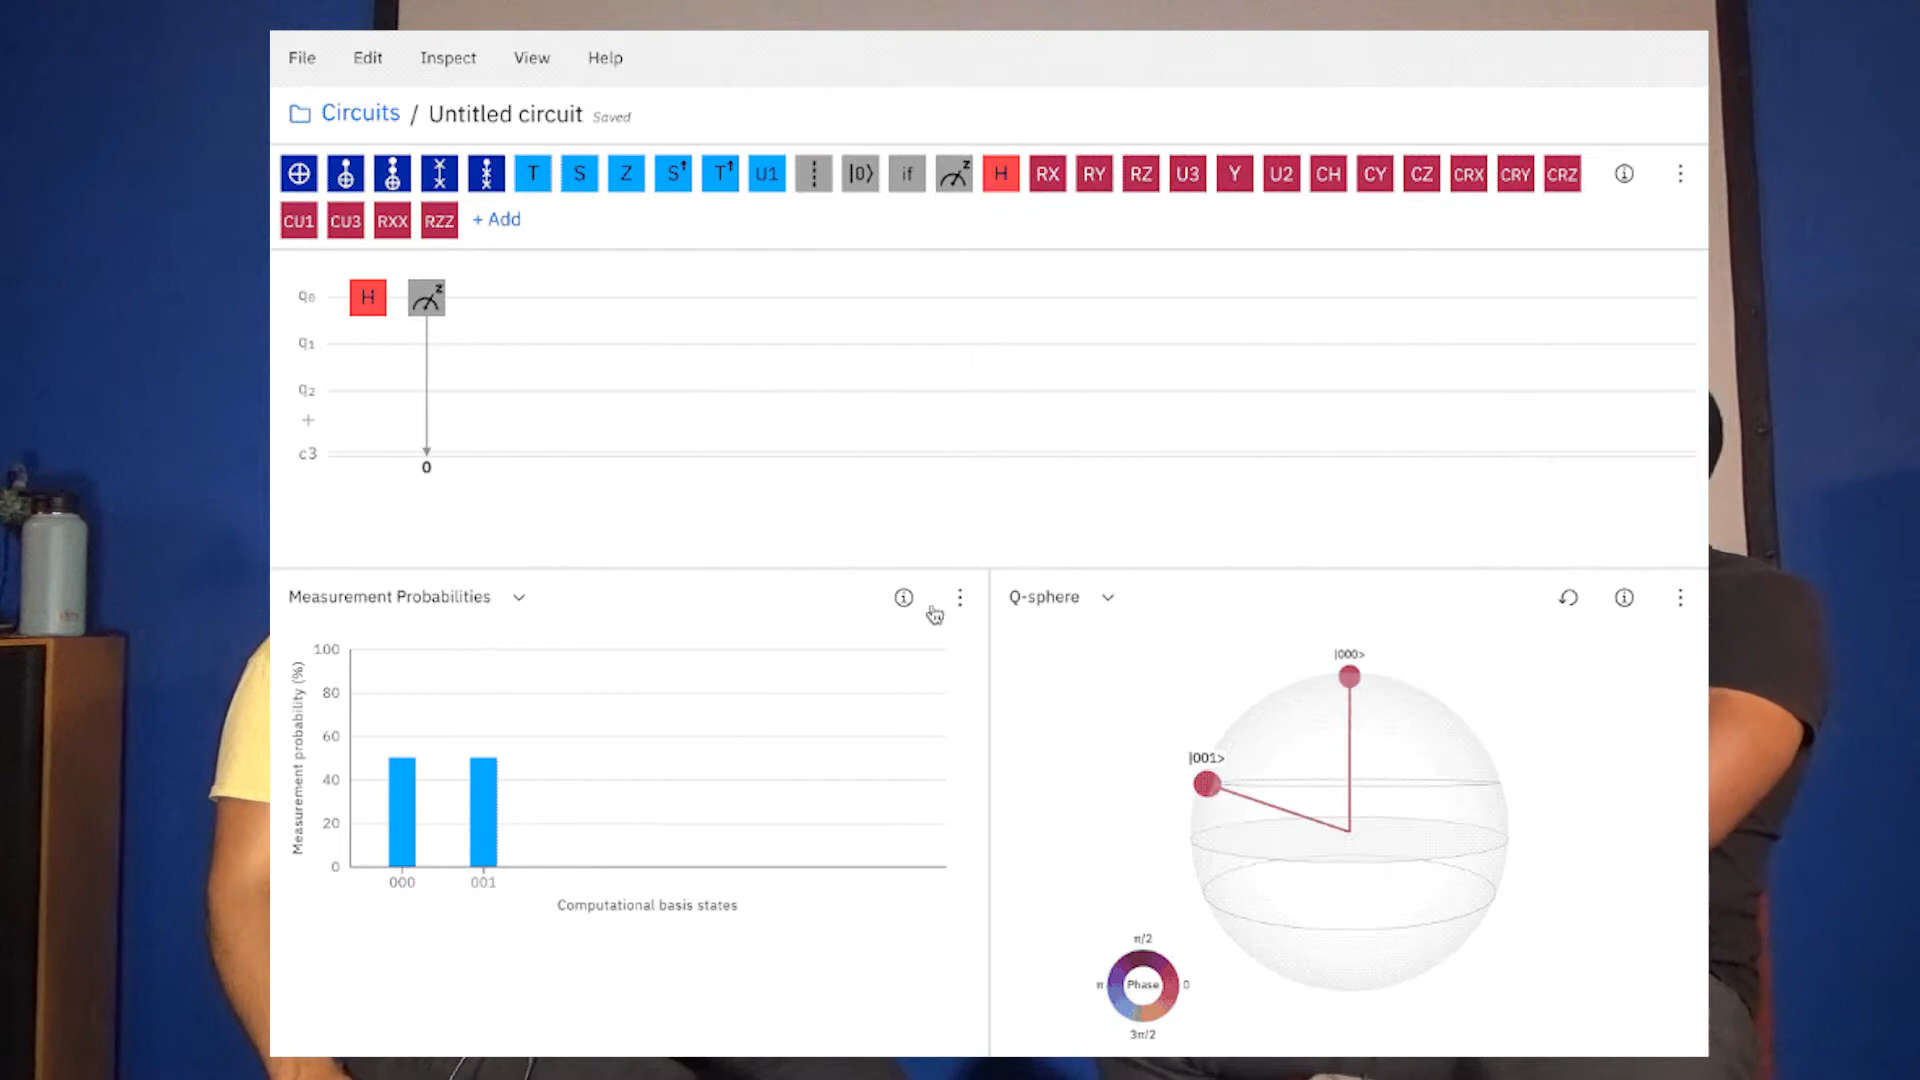 File Edit Inspect View Help
Circuits / Untitled circuit Saved
T S Z S† T† U1 |0⟩ if z H RX RY RZ U3 Y U2 CH CY CZ CRX CRY CRZ
CU1 CU3 RXX RZZ + Add
q0 H z
q1
q2
+
c3
0
Measurement Probabilities
Measurement probability (%)
100
80
60
40
20
0
000 001
Computational basis states
Q-sphere
|000>
|001>
π/2
π Phase 0
3π/2